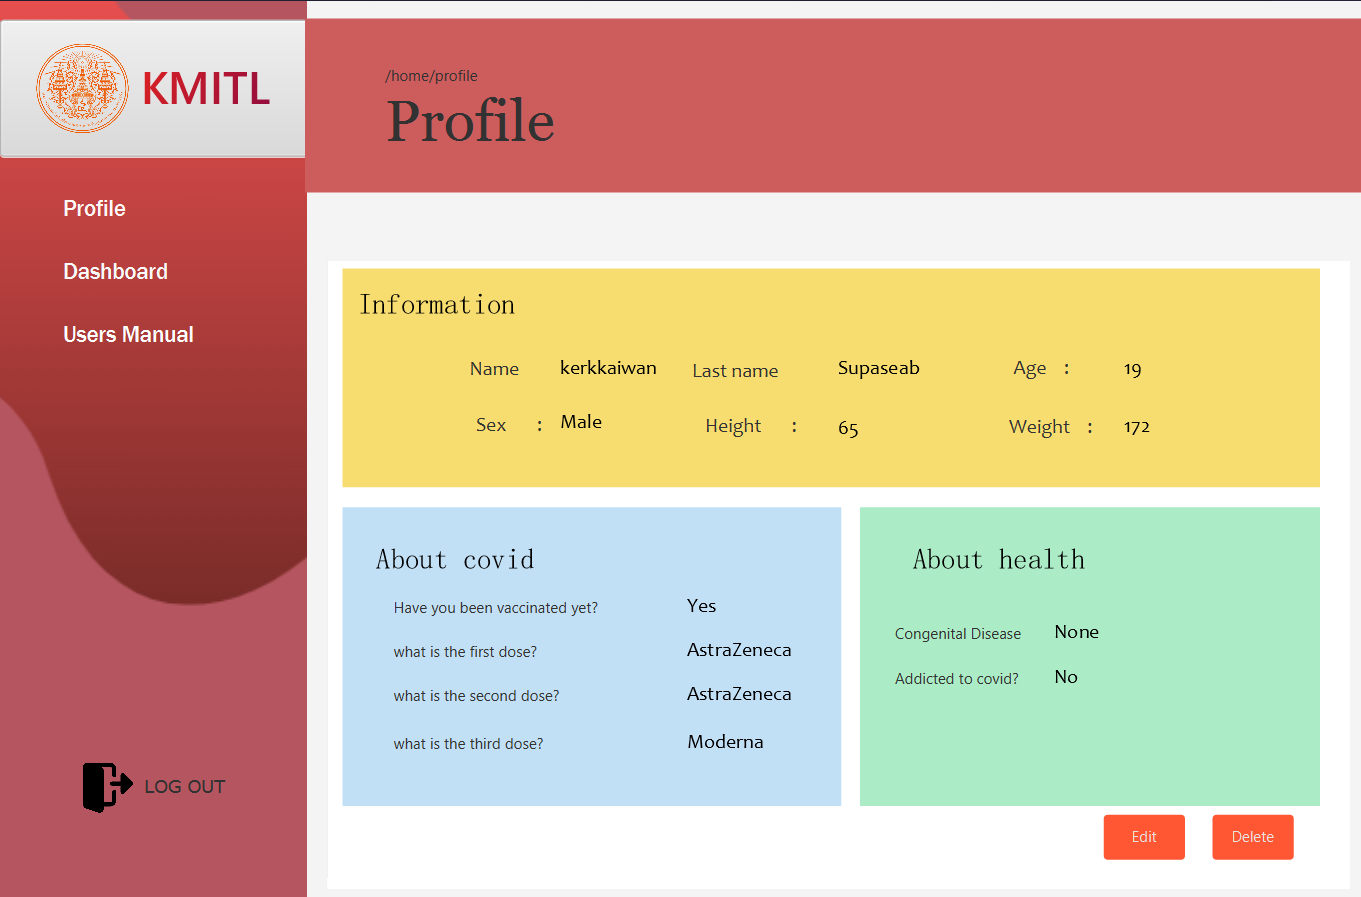 KMITL
/home/profile
Profile
Profile
Dashboard
Users Manual
LOG OUT
Information
Name kerkkaiwan Last name Supaseab Age : 19
Sex : Male Height : 65 Weight : 172
About covid
Have you been vaccinated yet? Yes
what is the first dose? AstraZeneca
what is the second dose? AstraZeneca
what is the third dose? Moderna
About health
Congenital Disease None
Addicted to covid? No
Edit Delete